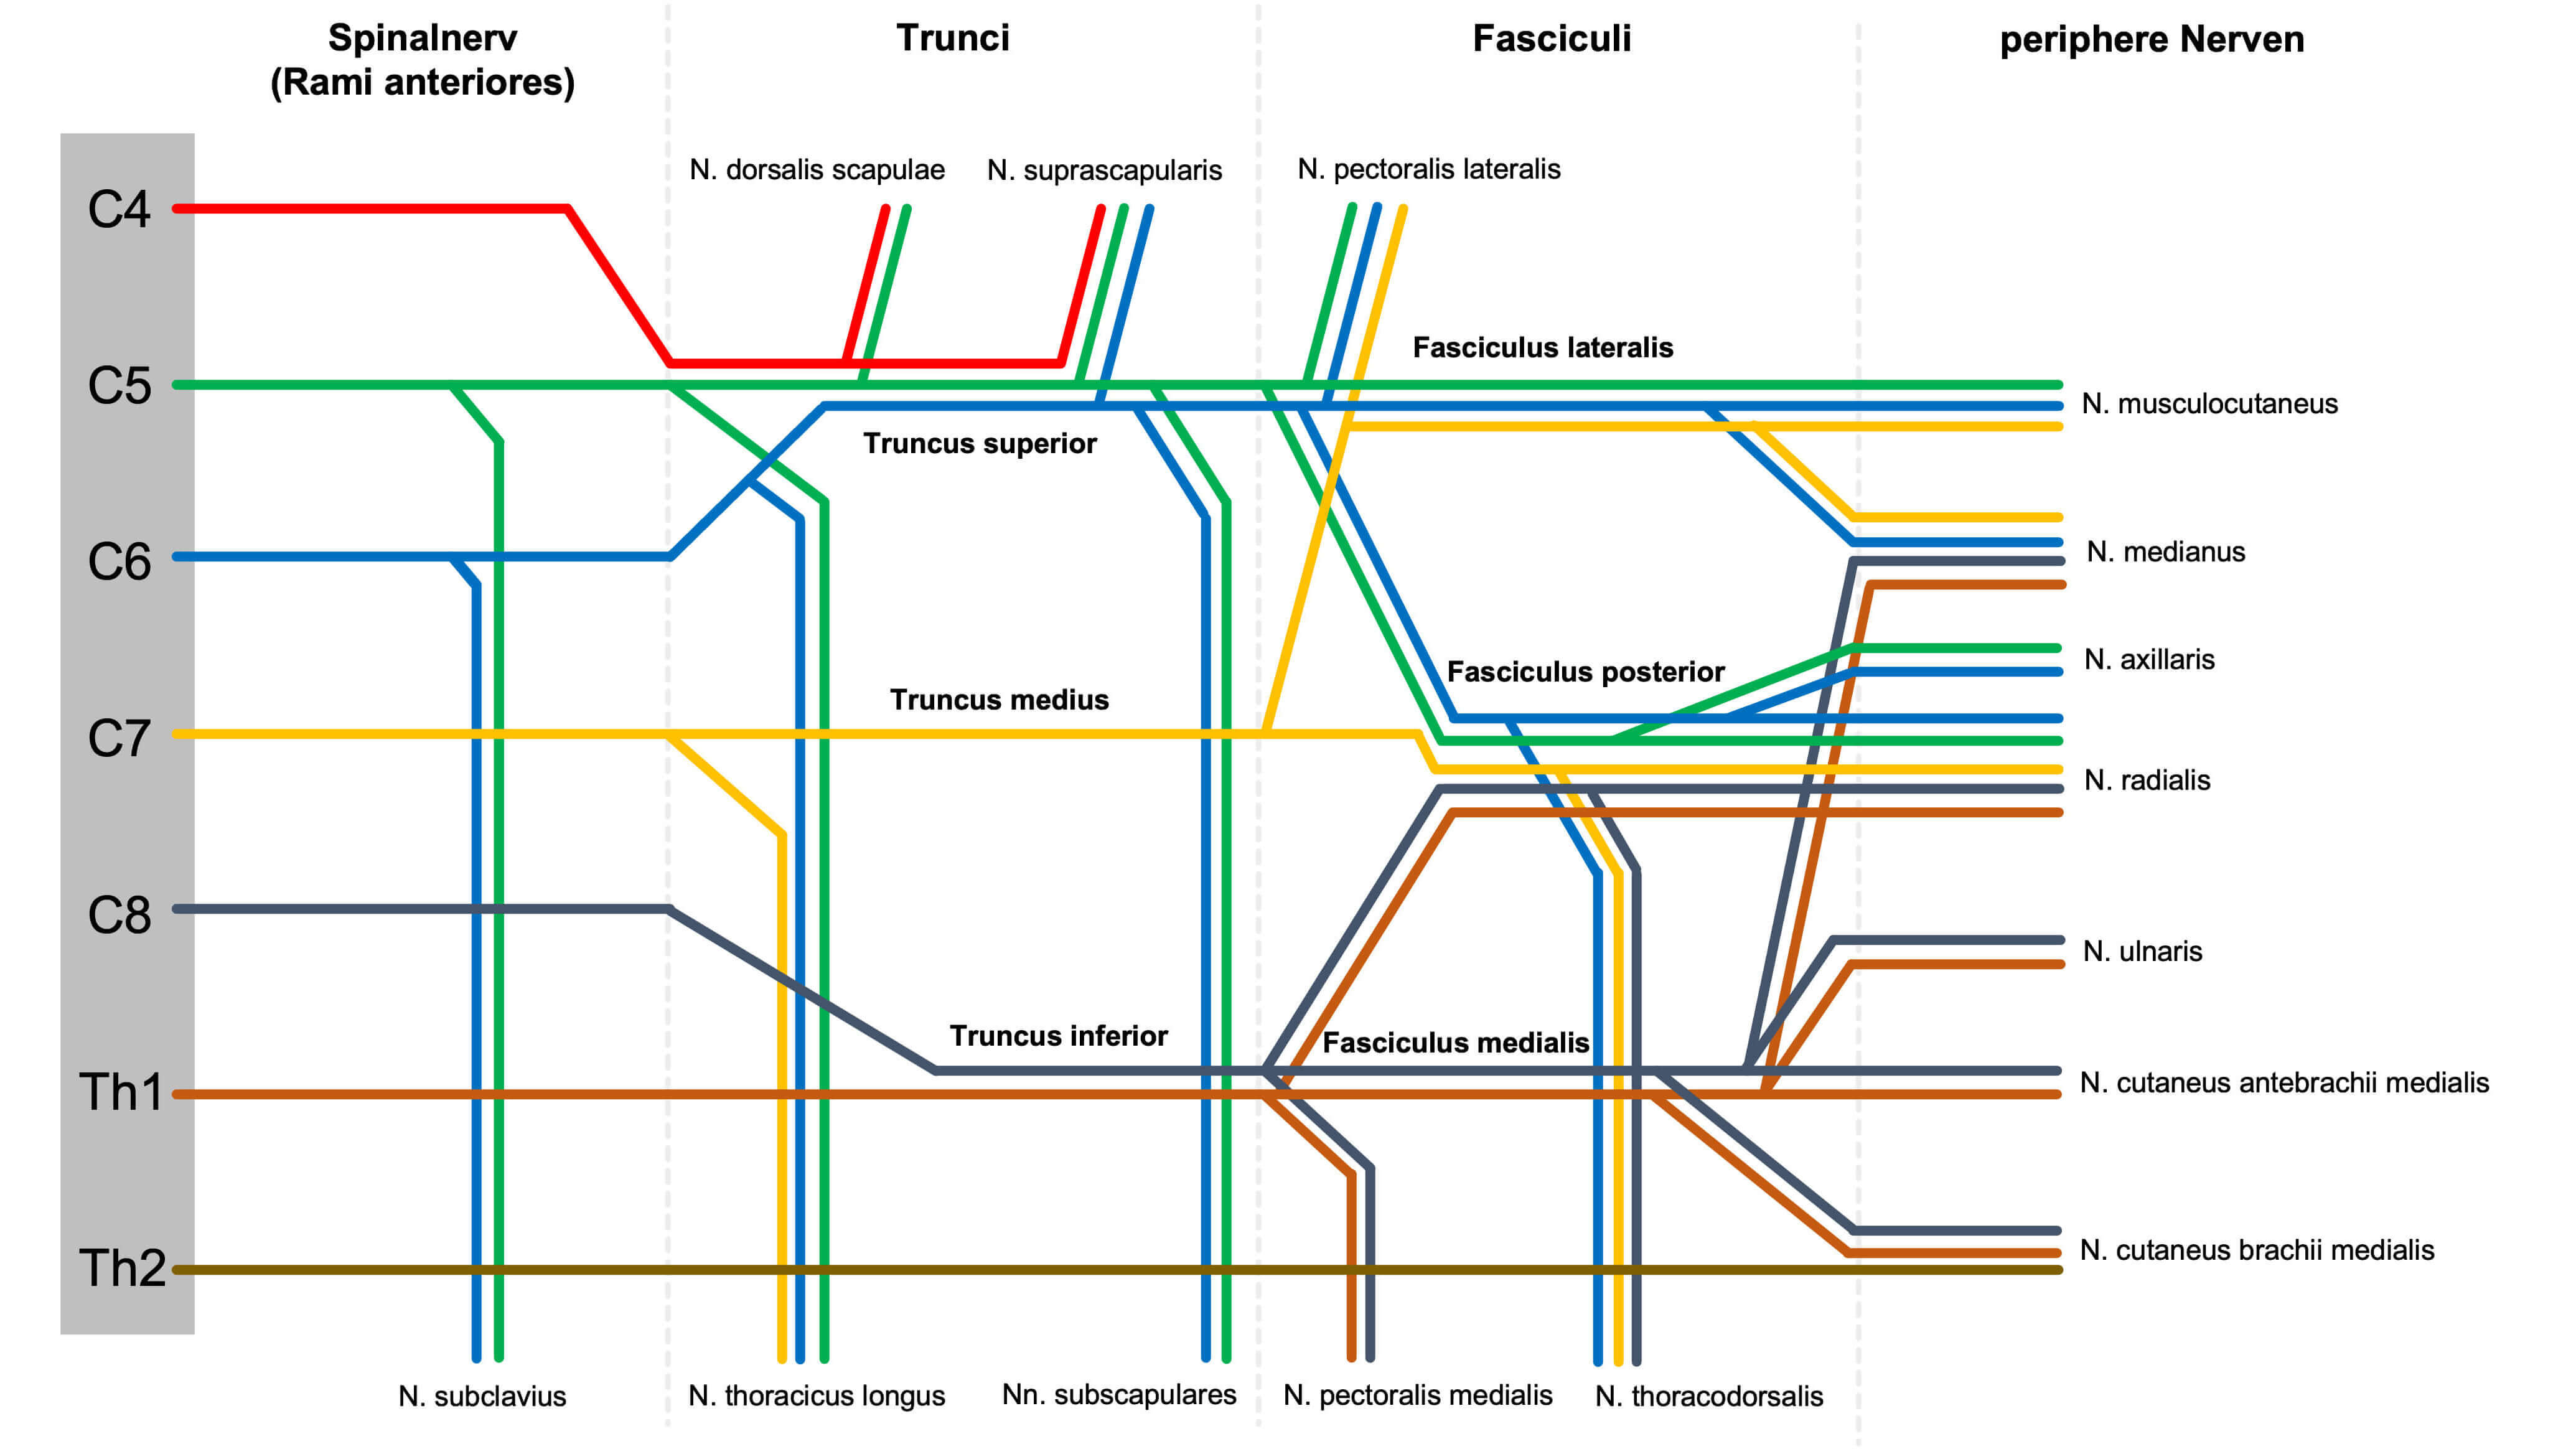 Spinalnerv
(Rami anteriores)
Trunci
Fasciculi
periphere Nerven
N. dorsalis scapulae
N. suprascapularis
N. pectoralis lateralis
C4
Fasciculus lateralis
C5
N. musculocutaneus
Truncus superior
C6
N. medianus
N. axillaris
Fasciculus posterior
Truncus medius
C7
N. radialis
C8
N. ulnaris
Truncus inferior
Fasciculus medialis
Th1
N. cutaneus antebrachii medialis
Th2
N. cutaneus brachii medialis
N. subclavius
N. thoracicus longus
Nn. subscapulares
N. pectoralis medialis
N. thoracodorsalis